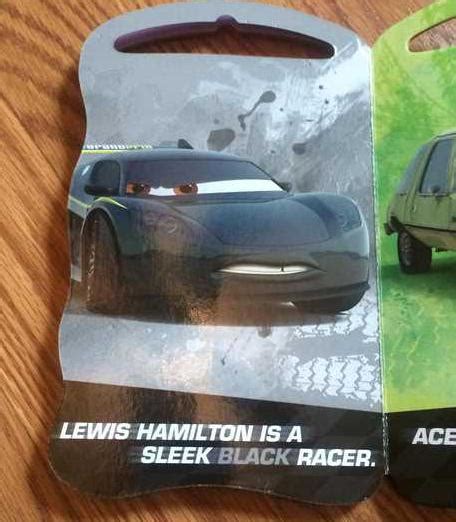 LEWIS HAMILTON IS A
SLEEK BLACK RACER.
ACE